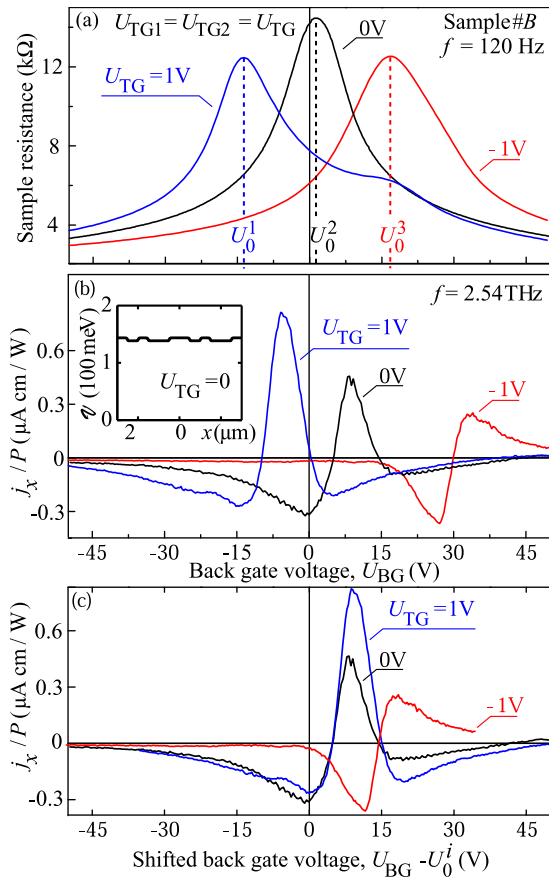 (a) U_TG1 = U_TG2 = U_TG
Sample #B
f = 120 Hz
0V
U_TG = 1V
-1V
Sample resistance (kΩ)
12
8
4
U_0^1 U_0^2 U_0^3
(b)
f = 2.54 THz
2
1
0
𝒱 (100 meV)
U_TG = 0
2 0 x (μm)
U_TG = 1V
0V
-1V
j_x / P (μA cm / W)
0.6
0.3
0
-0.3
-45 -30 -15 0 15 30 45
Back gate voltage, U_BG (V)
(c)
U_TG = 1V
0V
-1V
j_x / P (μA cm / W)
0.6
0.3
0
-0.3
-45 -30 -15 0 15 30 45
Shifted back gate voltage, U_BG - U_0^i (V)